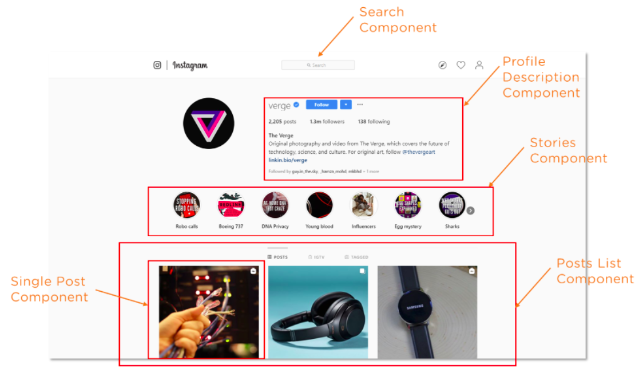 Search
Component
Instagram
Search
Profile
Description
Component
verge Follow
2,205 posts 1.3m followers 138 following
The Verge
Original photography and video from The Verge, which covers the future of
technology, science, and culture. For original art, follow @thevergeart
linkin.bio/verge
Followed by
1 more
Stories
Component
Robo calls Boeing 737 DNA Privacy Young blood Influencers Egg mystery Sharks
POSTS IGTV TAGGED
Single Post
Component
Posts List
Component
SAMSUNG